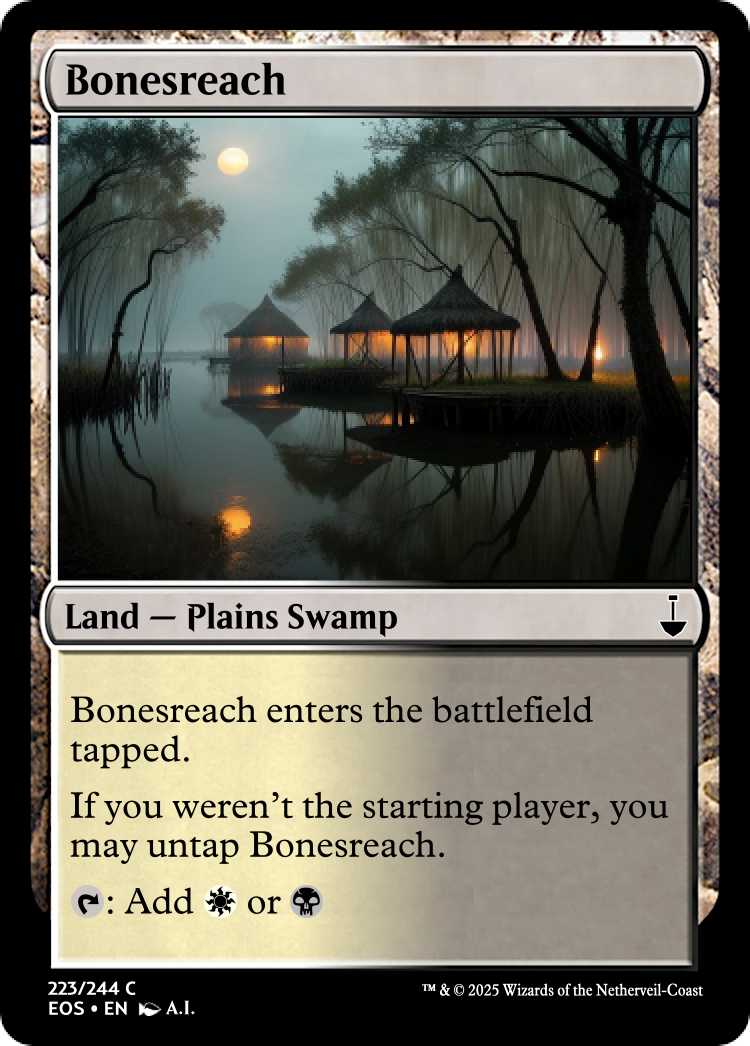 Bonesreach
Land — Plains Swamp
Bonesreach enters the battlefield
tapped.
If you weren't the starting player, you
may untap Bonesreach.
: Add or
223/244 C
EOS • EN A.I.
™ & © 2025 Wizards of the Netherveil-Coast